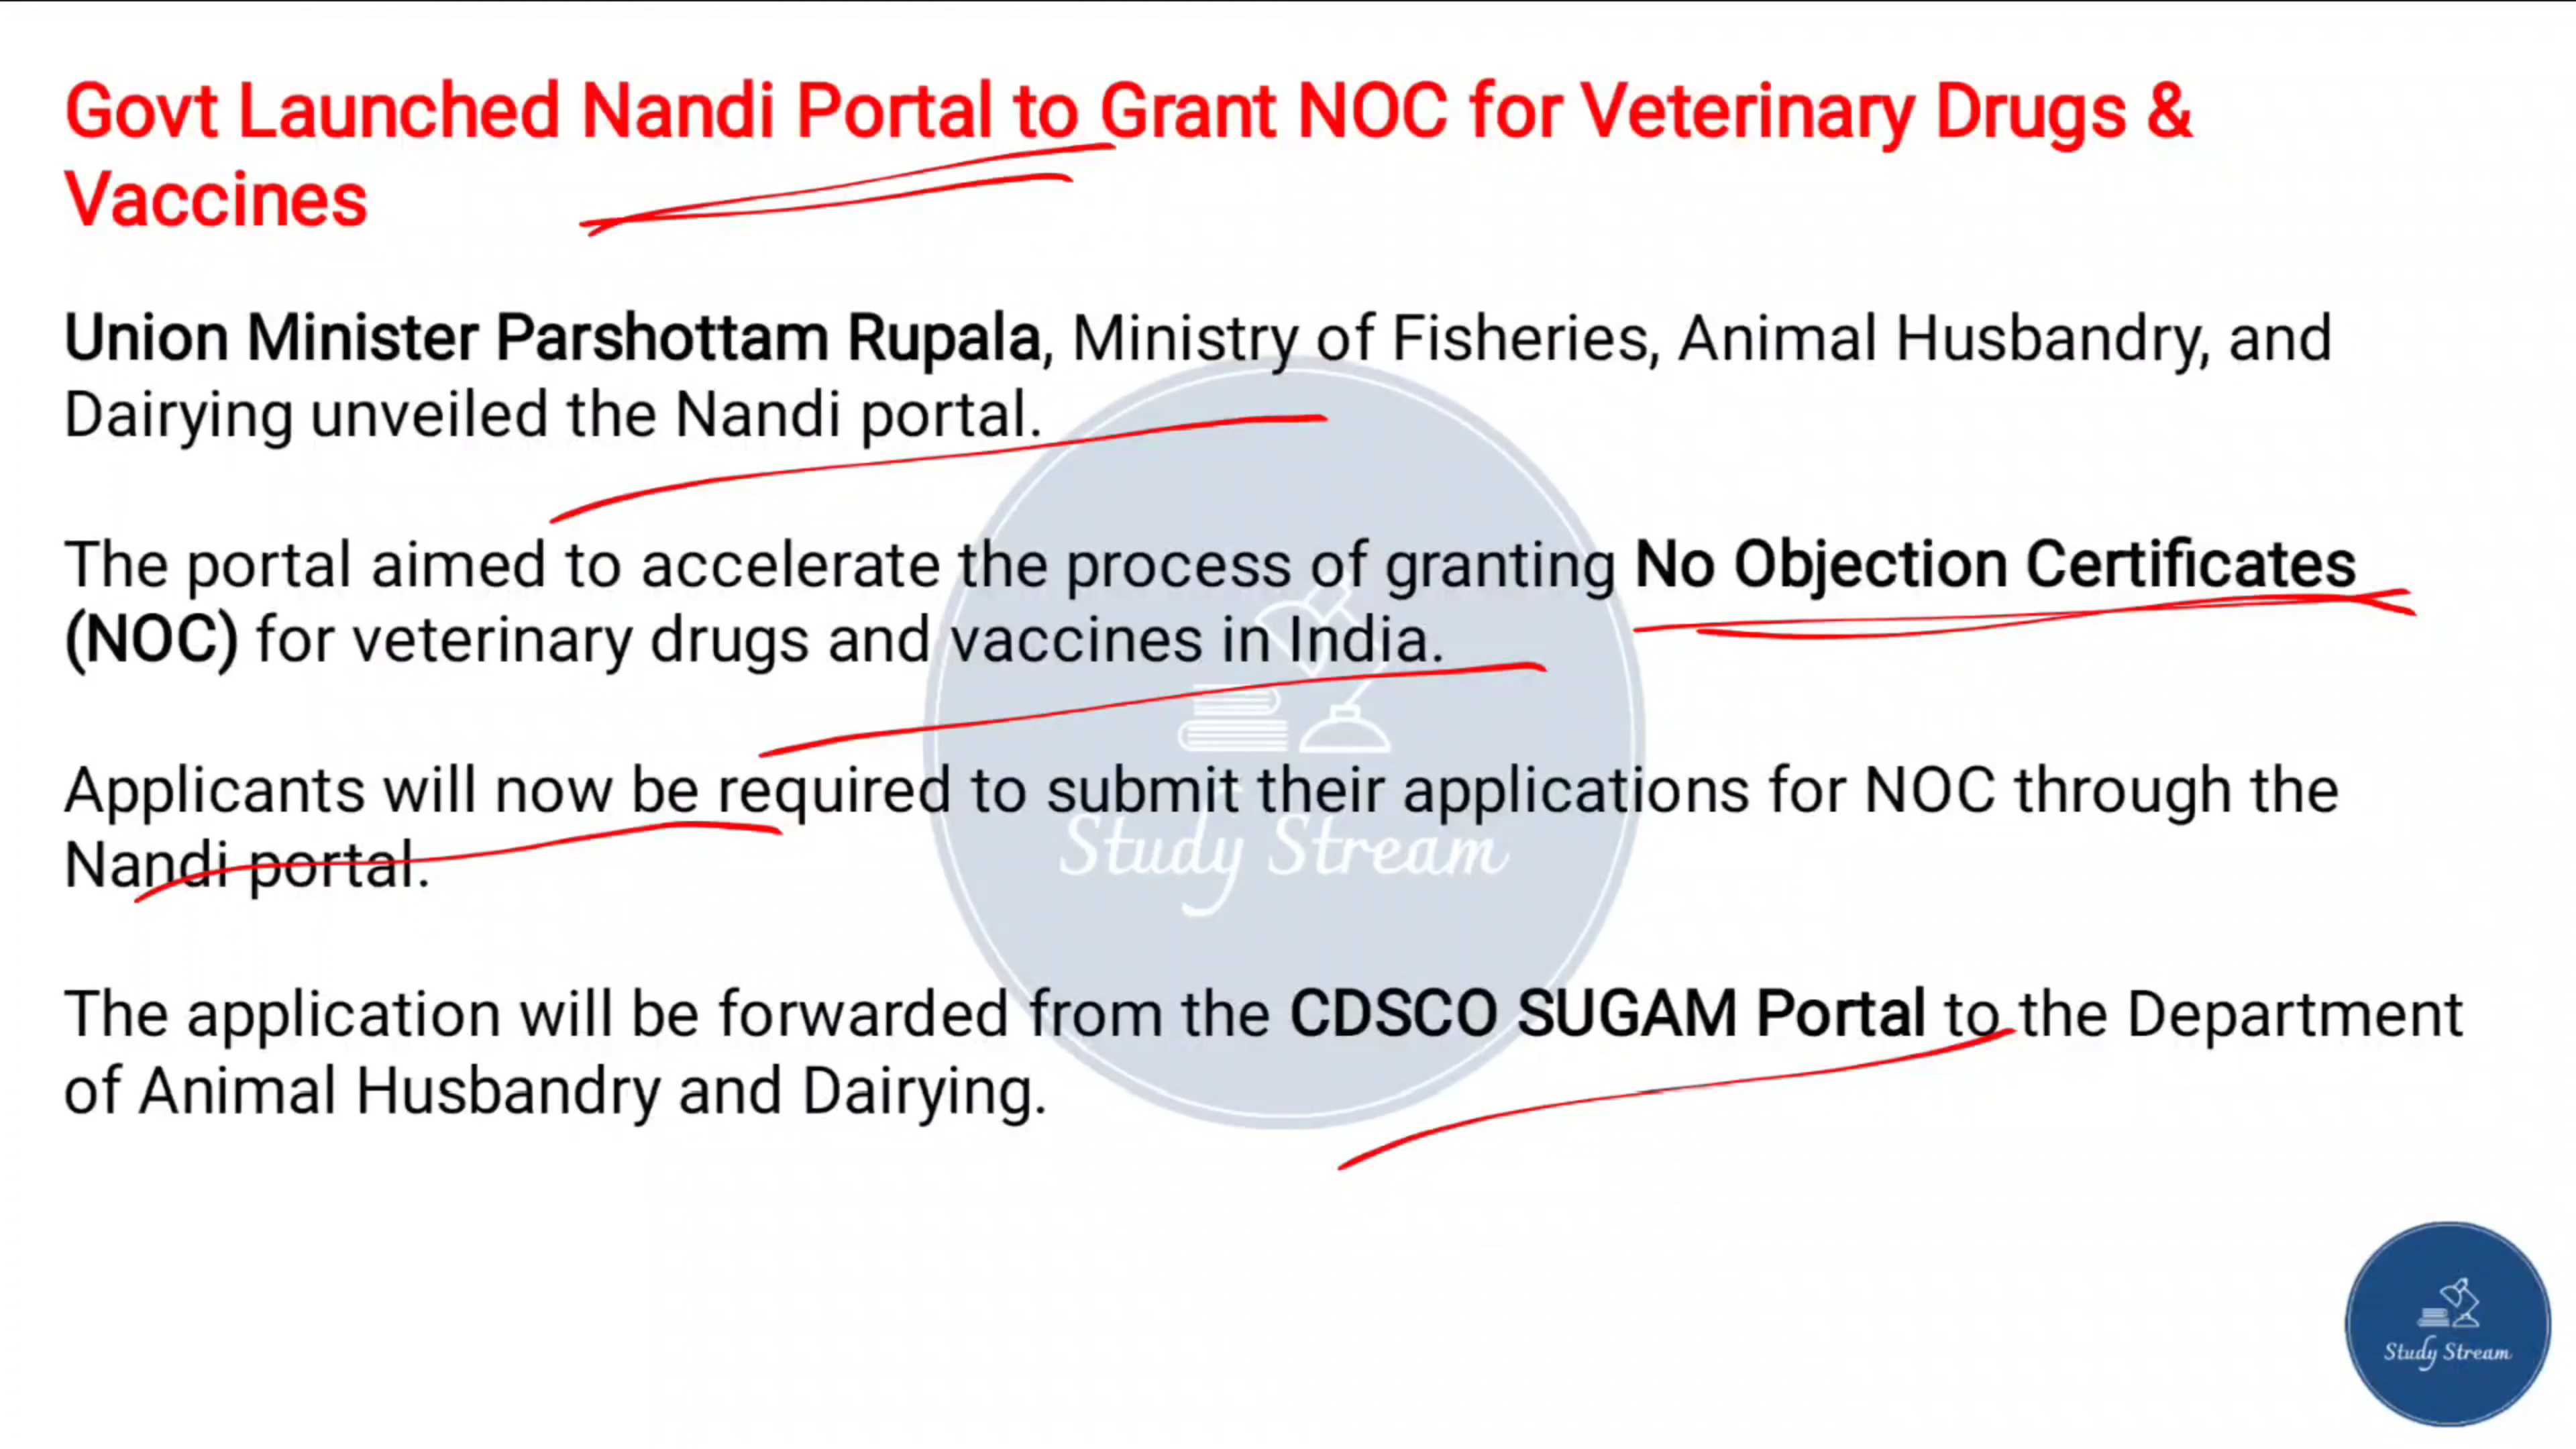 Govt Launched Nandi Portal to Grant NOC for Veterinary Drugs &
Vaccines
Union Minister Parshottam Rupala, Ministry of Fisheries, Animal Husbandry, and
Dairying unveiled the Nandi portal.
The portal aimed to accelerate the process of granting No Objection Certificates
(NOC) for veterinary drugs and vaccines in India.
Applicants will now be required to submit their applications for NOC through the
Nandi portal.
Study Stream
The application will be forwarded from the CDSCO SUGAM Portal to the Department
of Animal Husbandry and Dairying.
Study Stream